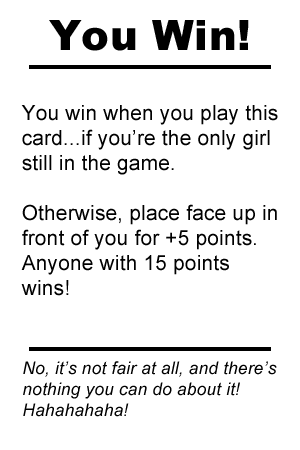 You Win!
You win when you play this
card...if you're the only girl
still in the game.
Otherwise, place face up in
front of you for +5 points.
Anyone with 15 points
wins!
No, it's not fair at all, and there's
nothing you can do about it!
Hahahahaha!